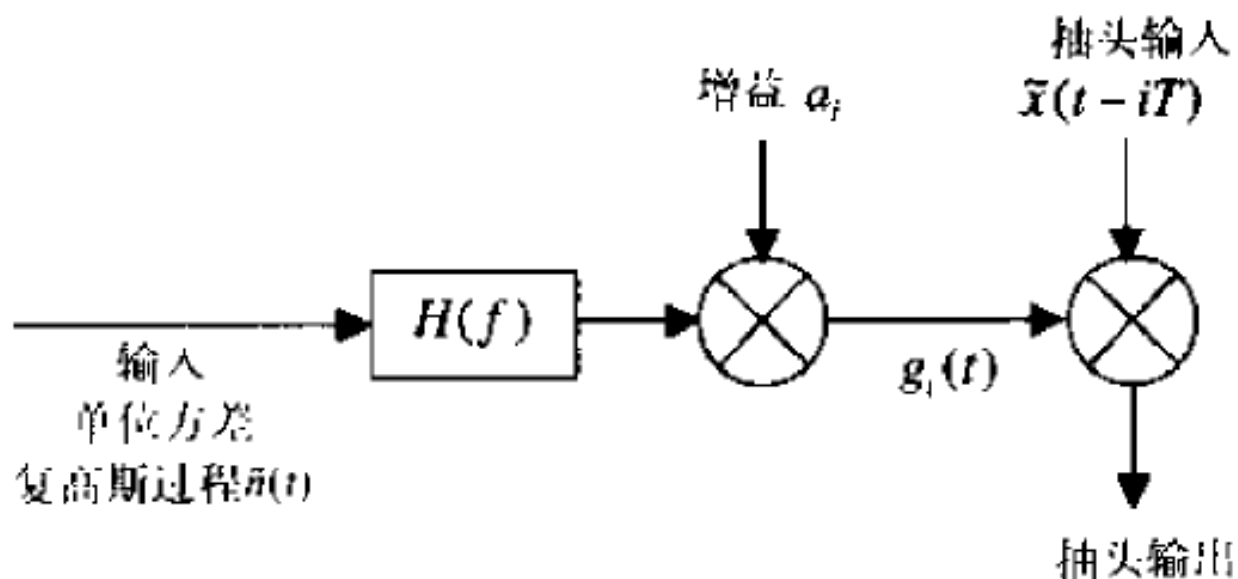 抽头输入
x̃(t − iT)
增益 a_i
H(f)
g_i(t)
输入
单位方差
复高斯过程ñ(t)
抽头输出